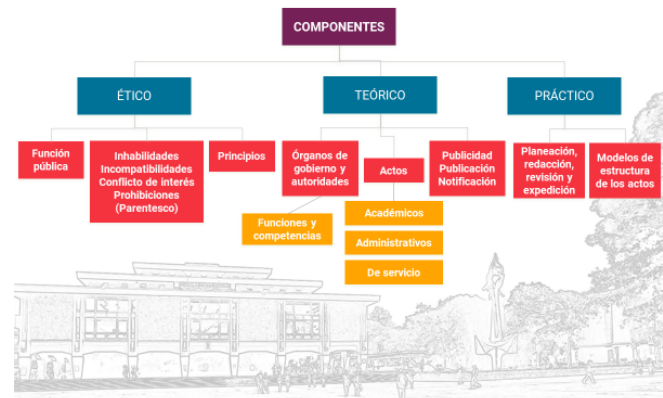 COMPONENTES
ÉTICO
TEÓRICO
PRÁCTICO
Función
pública
Inhabilidades
Incompatibilidades
Conflicto de interés
Prohibiciones
(Parentesco)
Principios
Órganos de
gobierno y
autoridades
Actos
Publicidad
Publicación
Notificación
Planeación,
redacción,
revisión y
expedición
Modelos de
estructura
de los actos
Funciones y
competencias
Académicos
Administrativos
De servicio